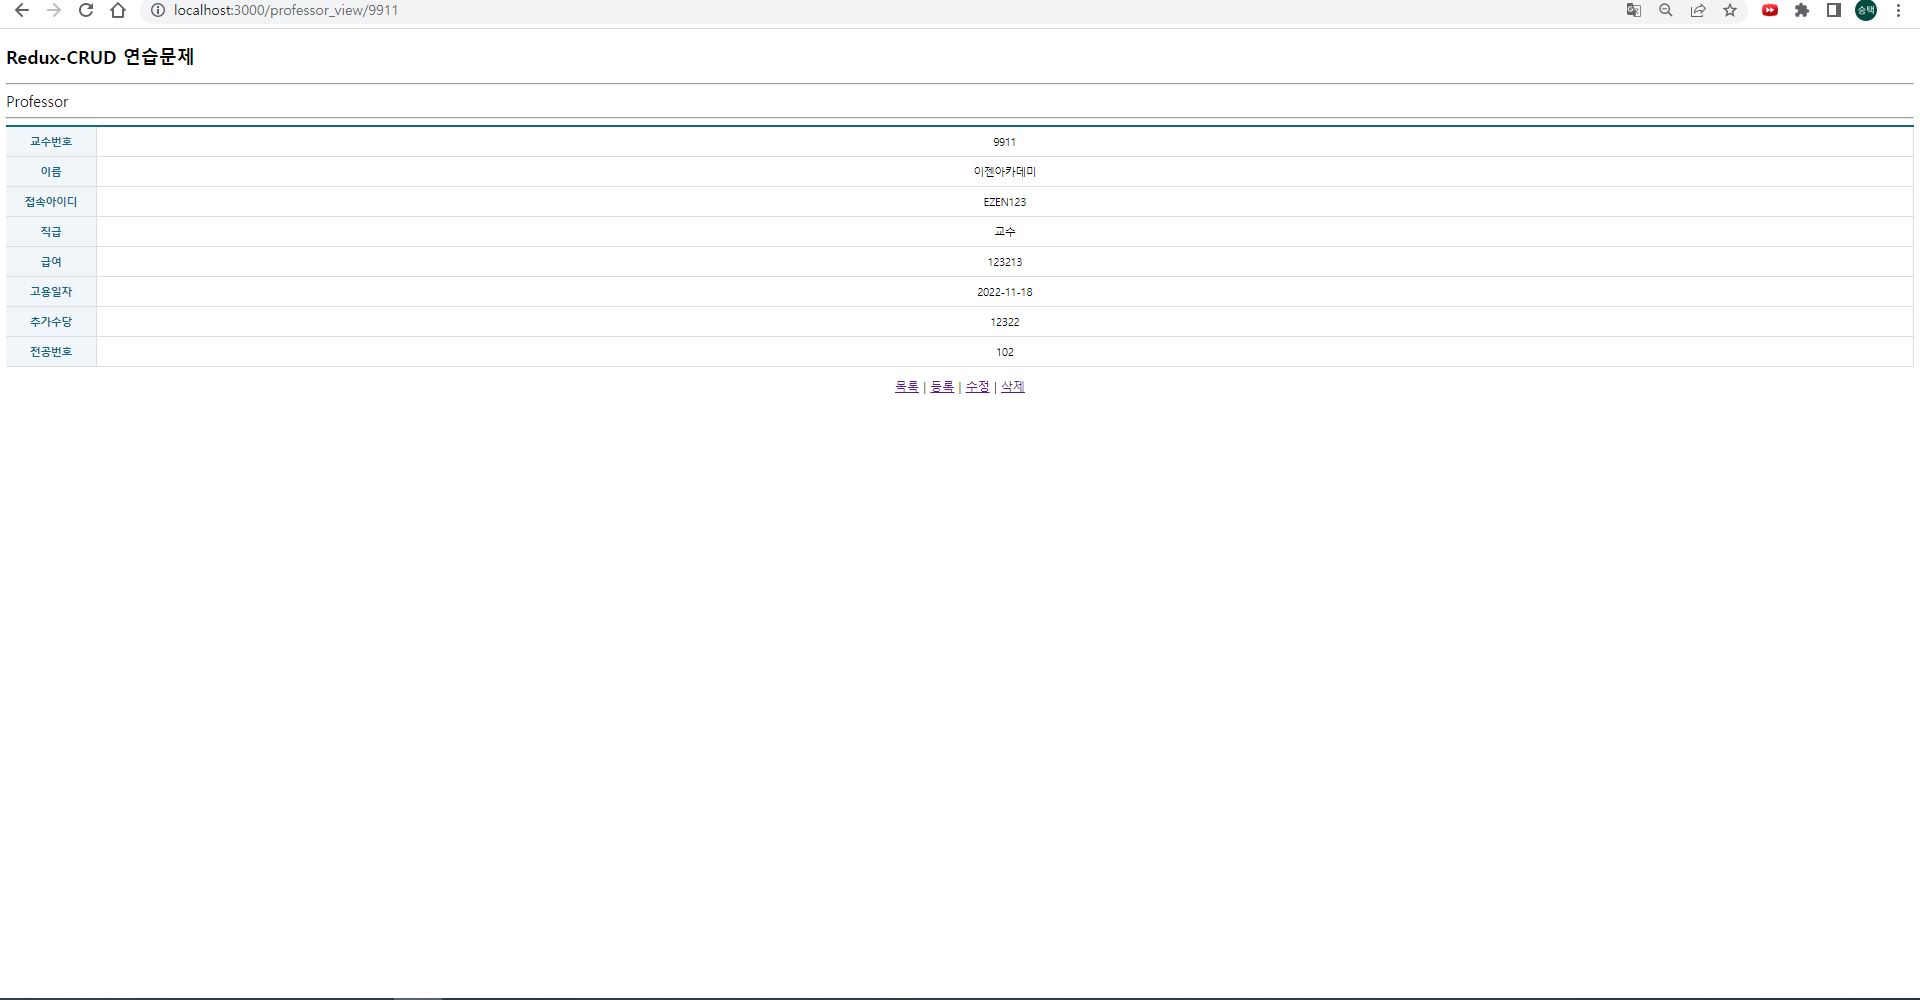 localhost:3000/professor_view/9911
승택
Redux-CRUD 연습문제
Professor
교수번호 9911
이름 이젠아카데미
접속아이디 EZEN123
직급 교수
급여 123213
고용일자 2022-11-18
추가수당 12322
전공번호 102
목록 | 등록 | 수정 | 삭제